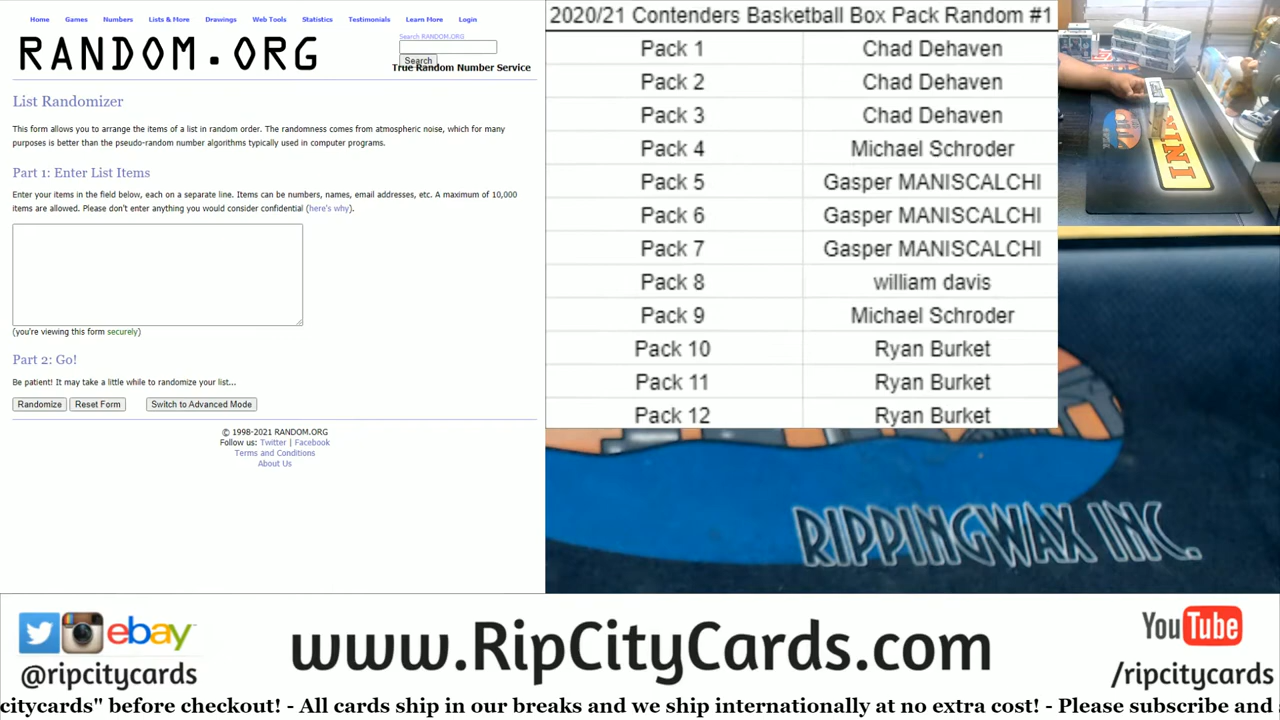 Home Games Numbers Lists & More Drawings Web Tools Statistics Testimonials Learn More Login
RANDOM.ORG
Search RANDOM.ORG
Search
True Random Number Service
List Randomizer
This form allows you to arrange the items of a list in random order. The randomness comes from atmospheric noise, which for many
purposes is better than the pseudo-random number algorithms typically used in computer programs.
Part 1: Enter List Items
Enter your items in the field below, each on a separate line. Items can be numbers, names, email addresses, etc. A maximum of 10,000
items are allowed. Please don't enter anything you would consider confidential (here's why).
(you're viewing this form securely)
Part 2: Go!
Be patient! It may take a little while to randomize your list...
Randomize Reset Form Switch to Advanced Mode
© 1998-2021 RANDOM.ORG
Follow us: Twitter | Facebook
Terms and Conditions
About Us
2020/21 Contenders Basketball Box Pack Random #1
Pack 1 Chad Dehaven
Pack 2 Chad Dehaven
Pack 3 Chad Dehaven
Pack 4 Michael Schroder
Pack 5 Gasper MANISCALCHI
Pack 6 Gasper MANISCALCHI
Pack 7 Gasper MANISCALCHI
Pack 8 william davis
Pack 9 Michael Schroder
Pack 10 Ryan Burket
Pack 11 Ryan Burket
Pack 12 Ryan Burket
RIPPINGWAX INC.
ebay
@ripcitycards
www.RipCityCards.com
YouTube
/ripcitycards
citycards" before checkout! - All cards ship in our breaks and we ship internationally at no extra cost! - Please subscribe and